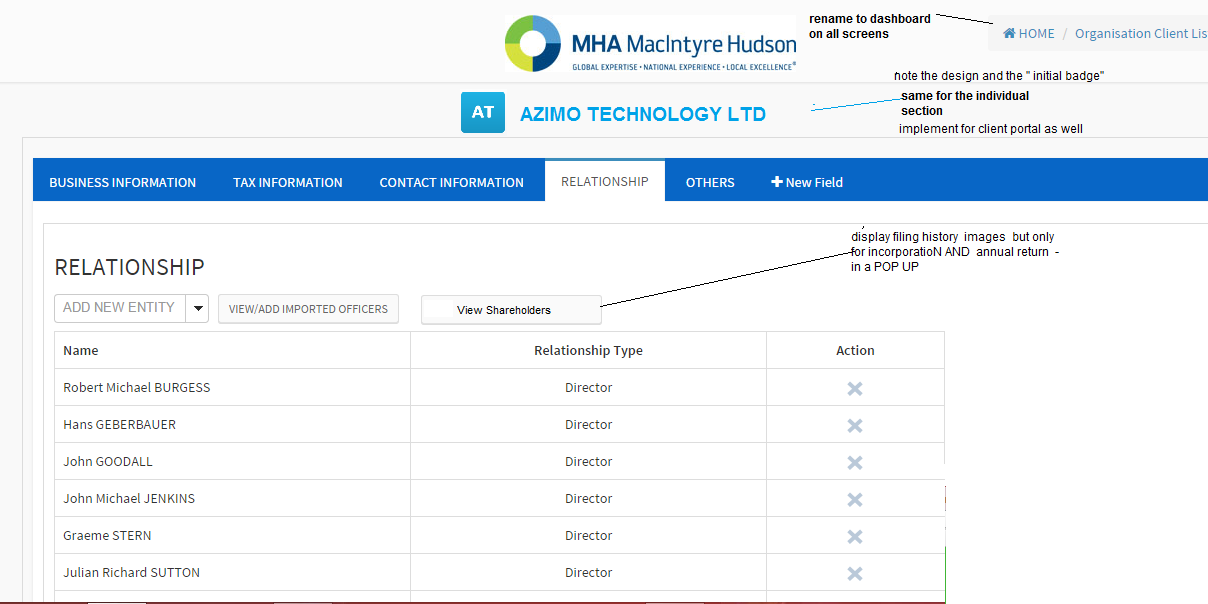 rename to dashboard
on all screens
MHA MacIntyre Hudson
GLOBAL EXPERTISE • NATIONAL EXPERIENCE • LOCAL EXCELLENCE®
HOME / Organisation Client Lis
note the design and the " initial badge"
AT AZIMO TECHNOLOGY LTD
same for the individual
section
implement for client portal as well
BUSINESS INFORMATION TAX INFORMATION CONTACT INFORMATION RELATIONSHIP OTHERS + New Field
display filing history images but only
for incorporatioN AND annual return -
in a POP UP
RELATIONSHIP
ADD NEW ENTITY VIEW/ADD IMPORTED OFFICERS View Shareholders
Name Relationship Type Action
Robert Michael BURGESS Director
Hans GEBERBAUER Director
John GOODALL Director
John Michael JENKINS Director
Graeme STERN Director
Julian Richard SUTTON Director